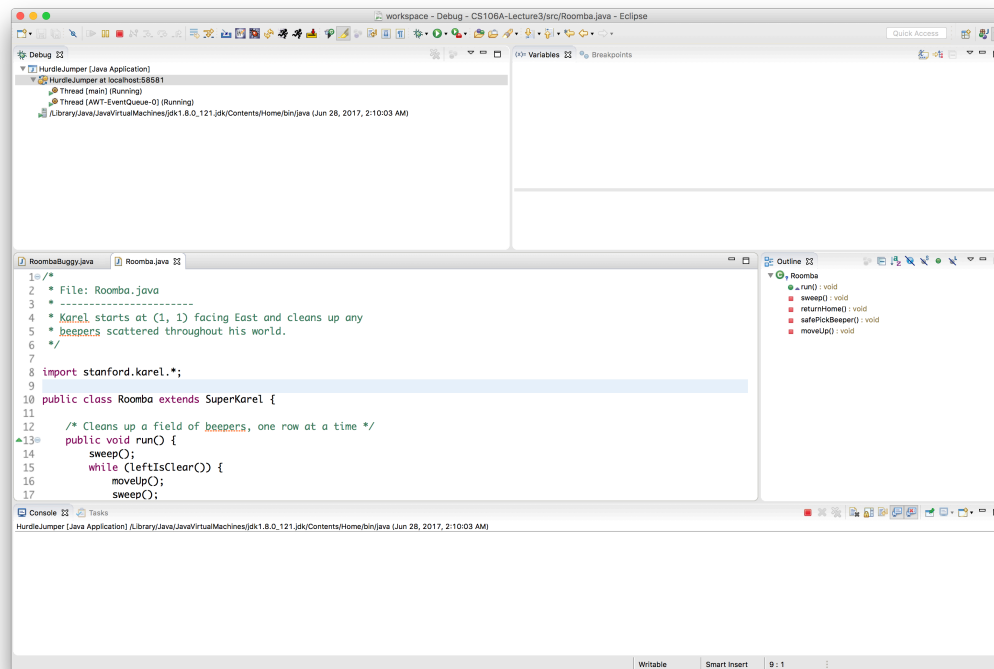 workspace - Debug - CS106A-Lecture3/src/Roomba.java - Eclipse
Quick Access
Debug
HurdleJumper [Java Application]
HurdleJumper at localhost:58581
Thread [main] (Running)
Thread [AWT-EventQueue-0] (Running)
/Library/Java/JavaVirtualMachines/jdk1.8.0_121.jdk/Contents/Home/bin/java (Jun 28, 2017, 2:10:03 AM)
(x)= Variables
Breakpoints
RoombaBuggy.java
Roomba.java
1 /*
2 * File: Roomba.java
3 * -----------------------
4 * Karel starts at (1, 1) facing East and cleans up any
5 * beepers scattered throughout his world.
6 */
7
8 import stanford.karel.*;
9
10 public class Roomba extends SuperKarel {
11
12 /* Cleans up a field of beepers, one row at a time */
13 public void run() {
14 sweep();
15 while (leftIsClear()) {
16 moveUp();
17 sweep();
Outline
Roomba
run() : void
sweep() : void
returnHome() : void
safePickBeeper() : void
moveUp() : void
Console
Tasks
HurdleJumper [Java Application] /Library/Java/JavaVirtualMachines/jdk1.8.0_121.jdk/Contents/Home/bin/java (Jun 28, 2017, 2:10:03 AM)
Writable
Smart Insert
9 : 1